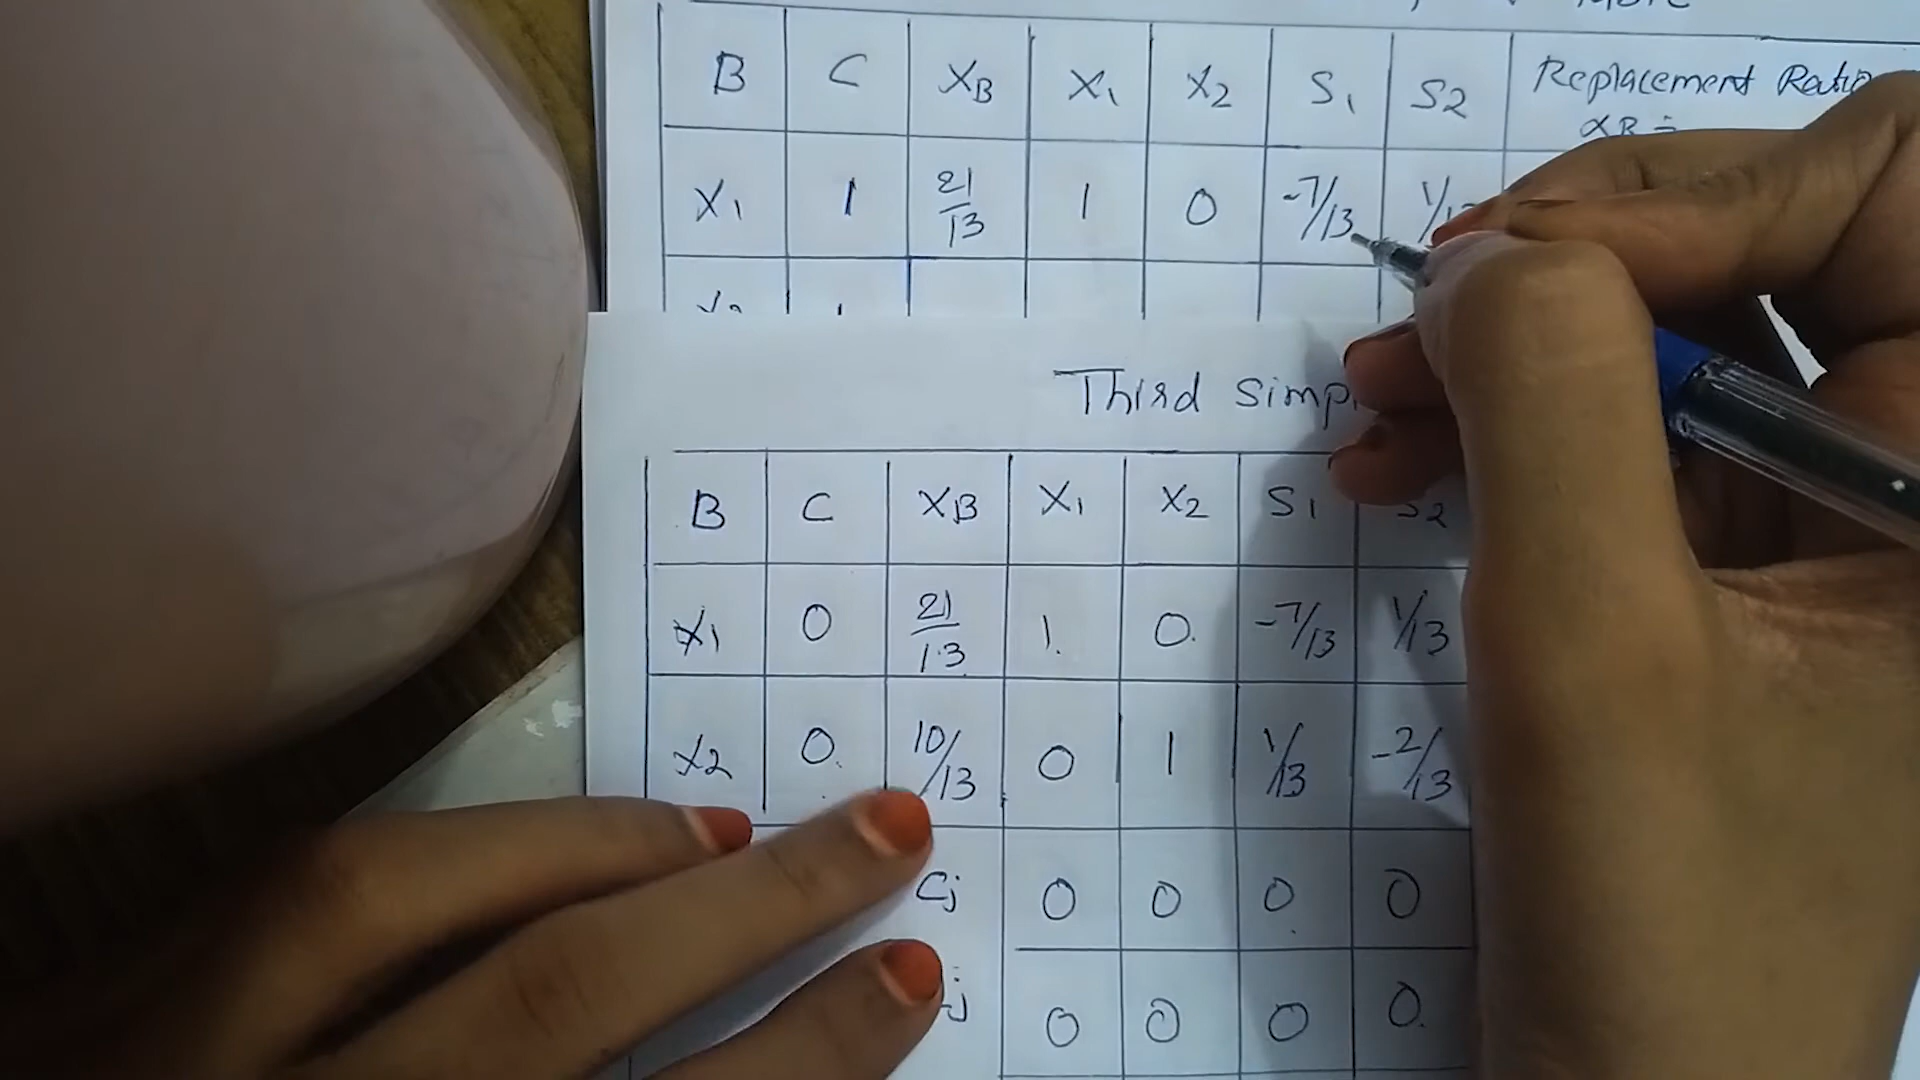 B C XB X1 X2 S1 S2 Replacement Ratio
X1 1 21/13 1 0 -7/13
Third
B C XB X1 X2 S1 S2
X1 0 21/13 1 0 -7/13 1/13
X2 0 10/13 0 1 1/13 -2/13
Cj 0 0 0 0
0 0 0 0